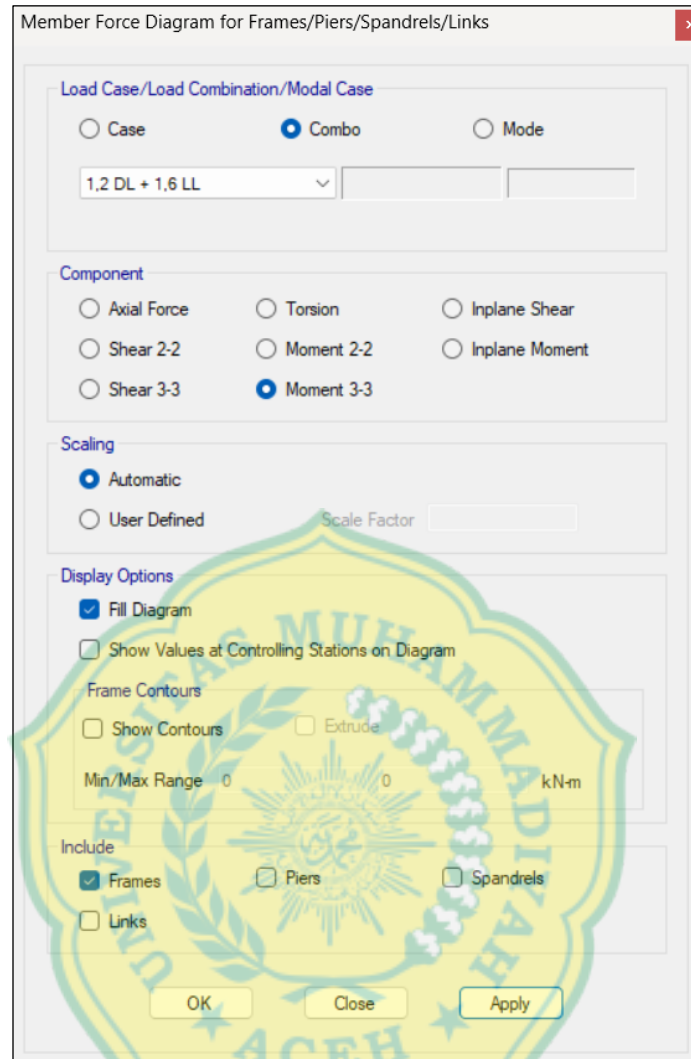 Member Force Diagram for Frames/Piers/Spandrels/Links
Load Case/Load Combination/Modal Case
Case Combo Mode
1,2 DL + 1,6 LL
Component
Axial Force Torsion Inplane Shear
Shear 2-2 Moment 2-2 Inplane Moment
Shear 3-3 Moment 3-3
Scaling
Automatic
User Defined Scale Factor
Display Options
Fill Diagram
Show Values at Controlling Stations on Diagram
Frame Contours
Show Contours Extrude
Min/Max Range 0 0 kN-m
Include
Frames Piers Spandrels
Links
OK Close Apply
UNIVERSITAS MUHAMMADIYAH
ACEH